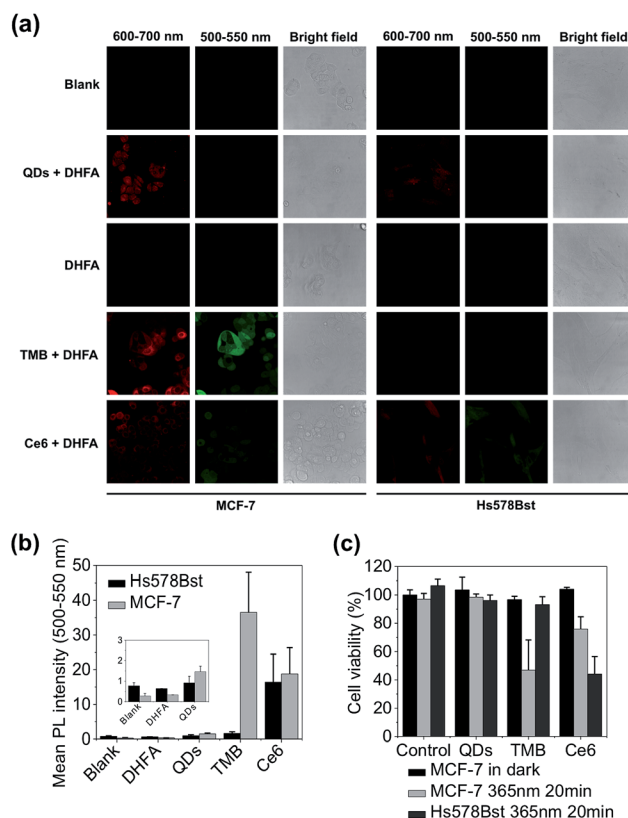 (a)
600-700 nm 500-550 nm Bright field 600-700 nm 500-550 nm Bright field
Blank
QDs + DHFA
DHFA
TMB + DHFA
Ce6 + DHFA
MCF-7 Hs578Bst
(b)
Mean PL intensity (500-550 nm)
50
40
30
20
10
0
Hs578Bst
MCF-7
3
2
1
0
Blank DHFA QDs
Blank DHFA QDs TMB Ce6
(c)
Cell viability (%)
120
100
80
60
40
20
0
Control QDs TMB Ce6
MCF-7 in dark
MCF-7 365nm 20min
Hs578Bst 365nm 20min